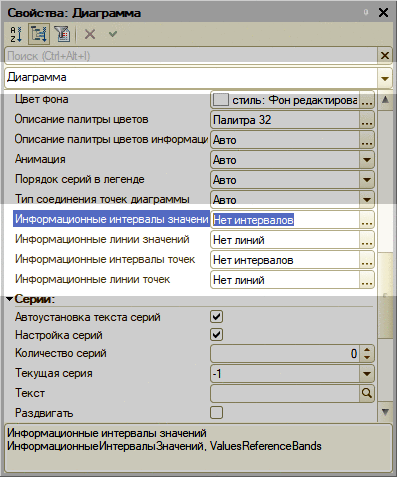 Свойства: Диаграмма
Поиск (Ctrl+Alt+I)
Диаграмма
Цвет фона стиль: Фон редактирова ...
Описание палитры цветов Палитра 32 ...
Описание палитры цветов информаци Авто ...
Анимация Авто
Порядок серий в легенде Авто
Тип соединения точек диаграммы Авто
Информационные интервалы значени Нет интервалов ...
Информационные линии значений Нет линий ...
Информационные интервалы точек Нет интервалов ...
Информационные линии точек Нет линий ...
Серии:
Автоустановка текста серий
Настройка серий
Количество серий 0
Текущая серия -1
Текст
Раздвигать
Информационные интервалы значений
ИнформационныеИнтервалыЗначений, ValuesReferenceBands